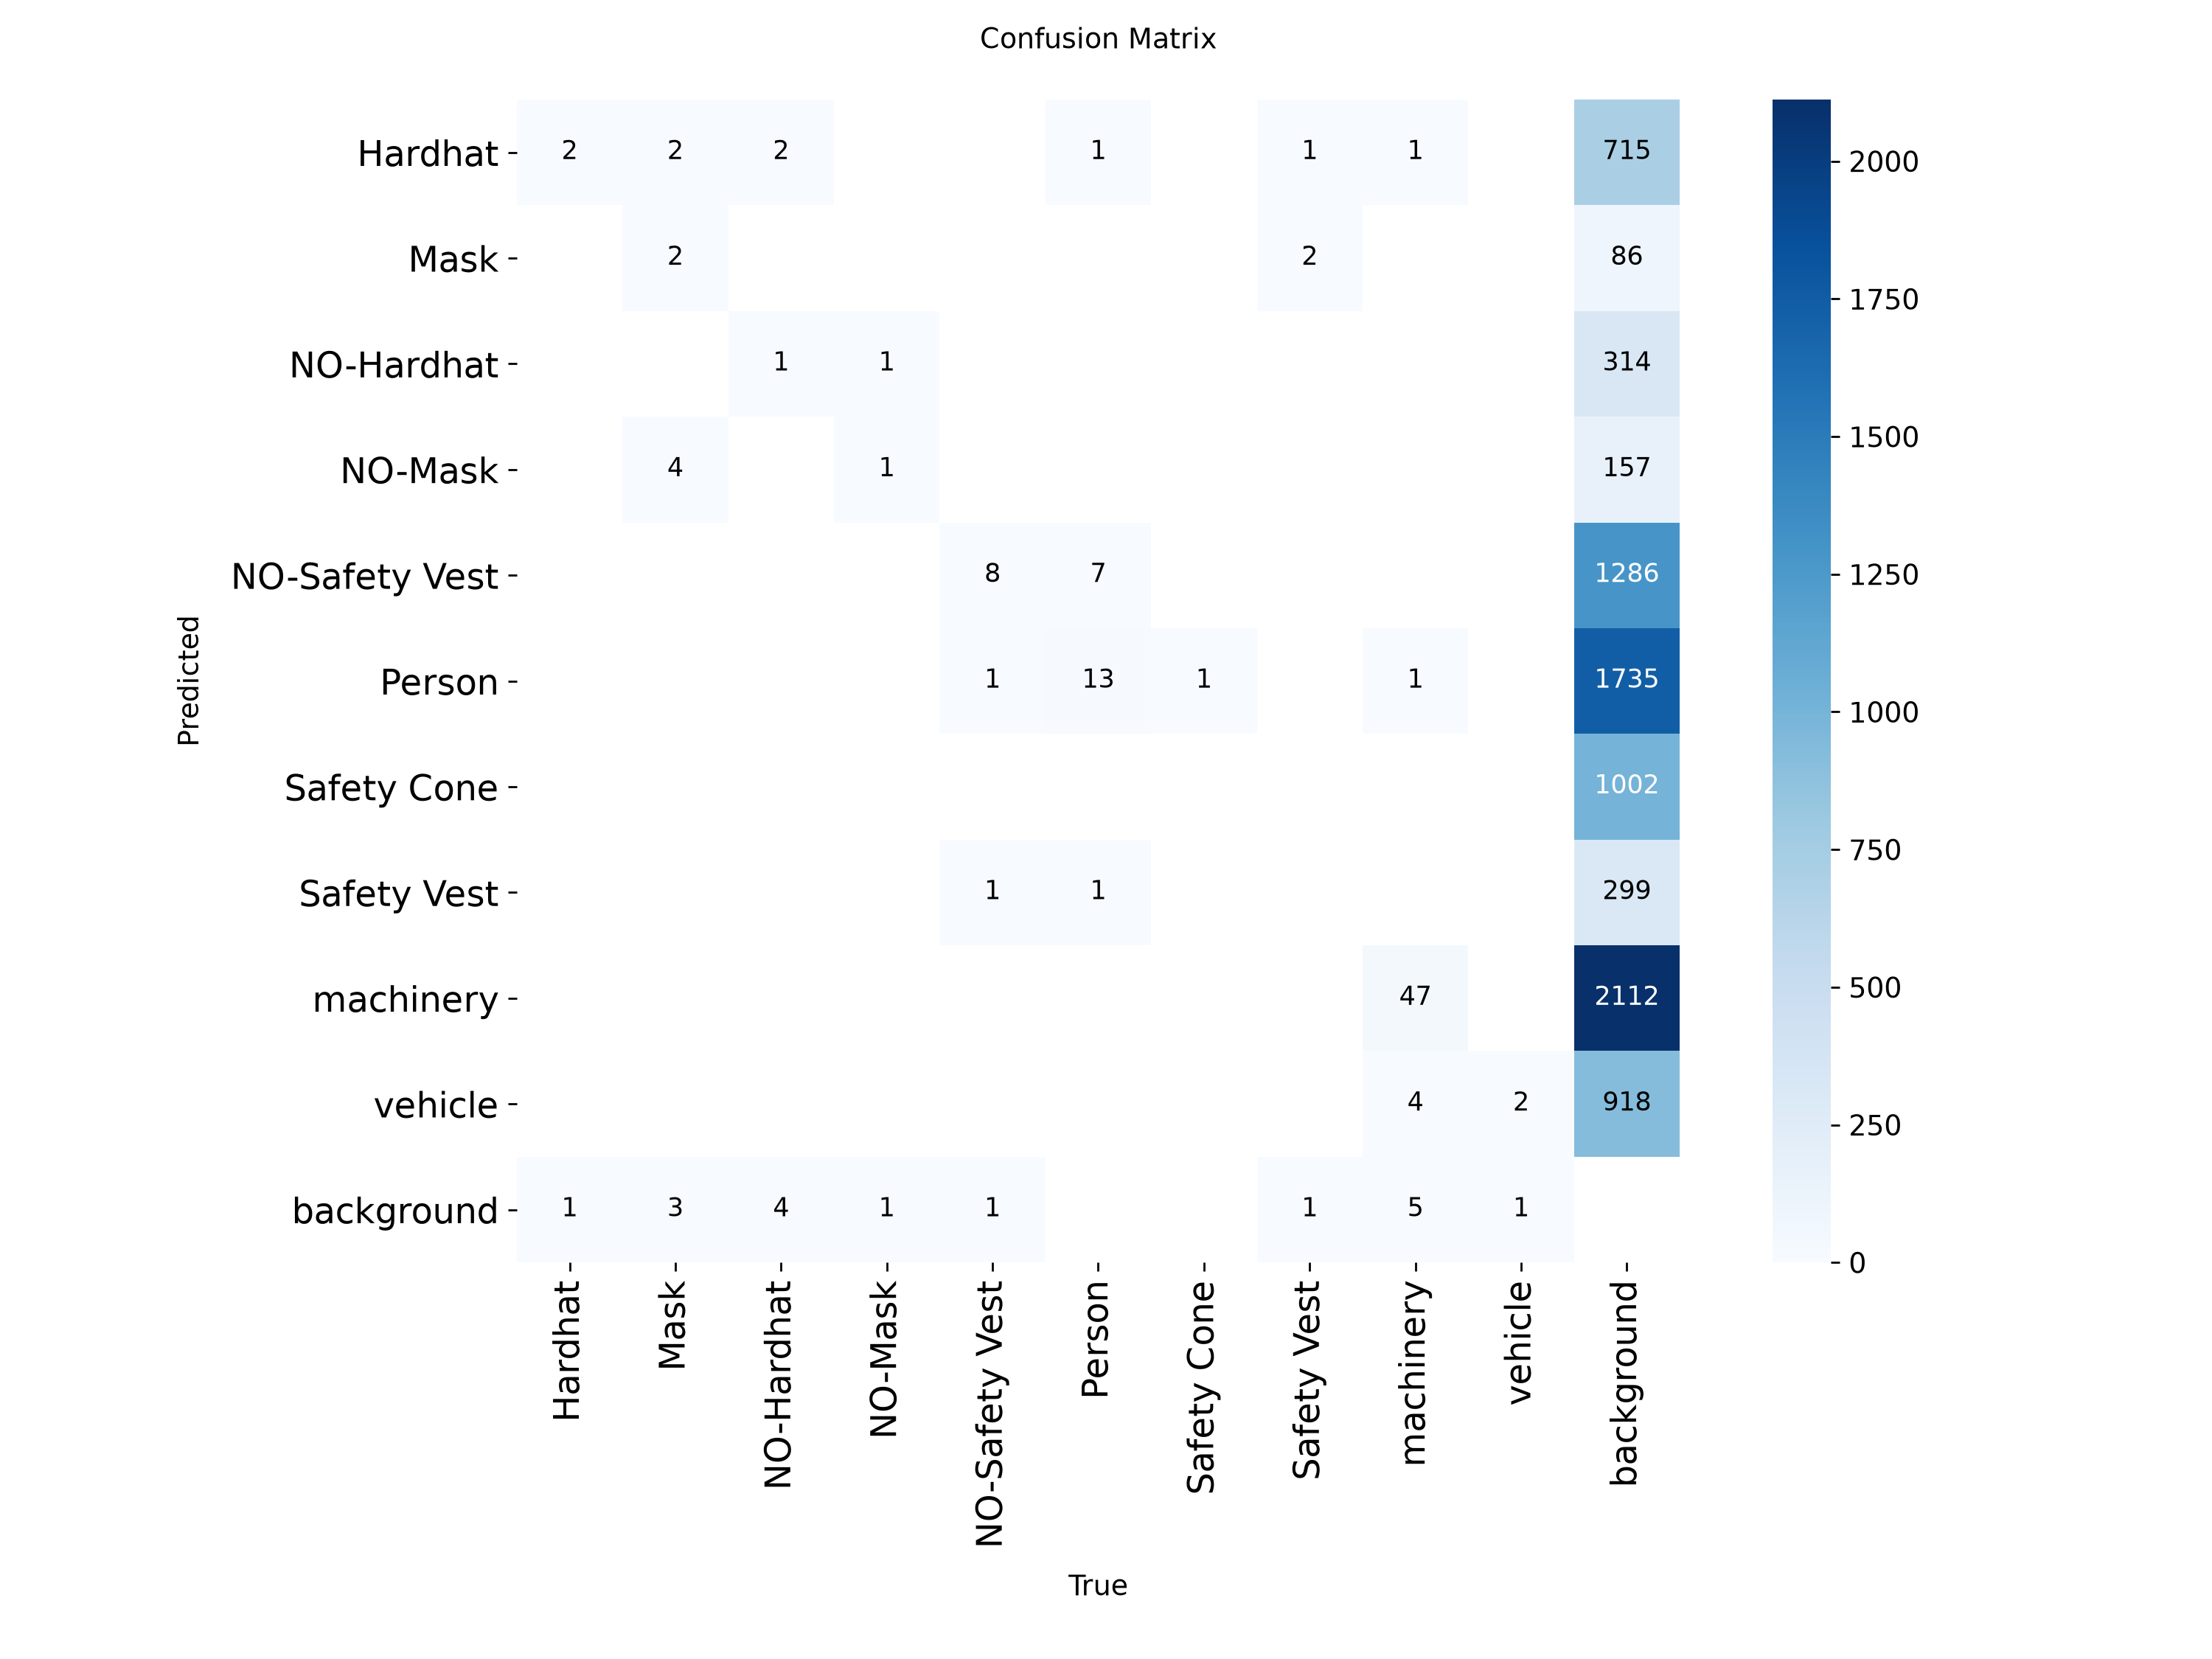 Confusion Matrix
Hardhat 2 2 2 1 1 1 715
Mask 2 2 86
NO-Hardhat 1 1 314
NO-Mask 4 1 157
NO-Safety Vest 8 7 1286
Person 1 13 1 1 1735
Safety Cone 1002
Safety Vest 1 1 299
machinery 47 2112
vehicle 4 2 918
background 1 3 4 1 1 1 5 1
Predicted
Hardhat
Mask
NO-Hardhat
NO-Mask
NO-Safety Vest
Person
Safety Cone
Safety Vest
machinery
vehicle
background
True
2000
1750
1500
1250
1000
750
500
250
0